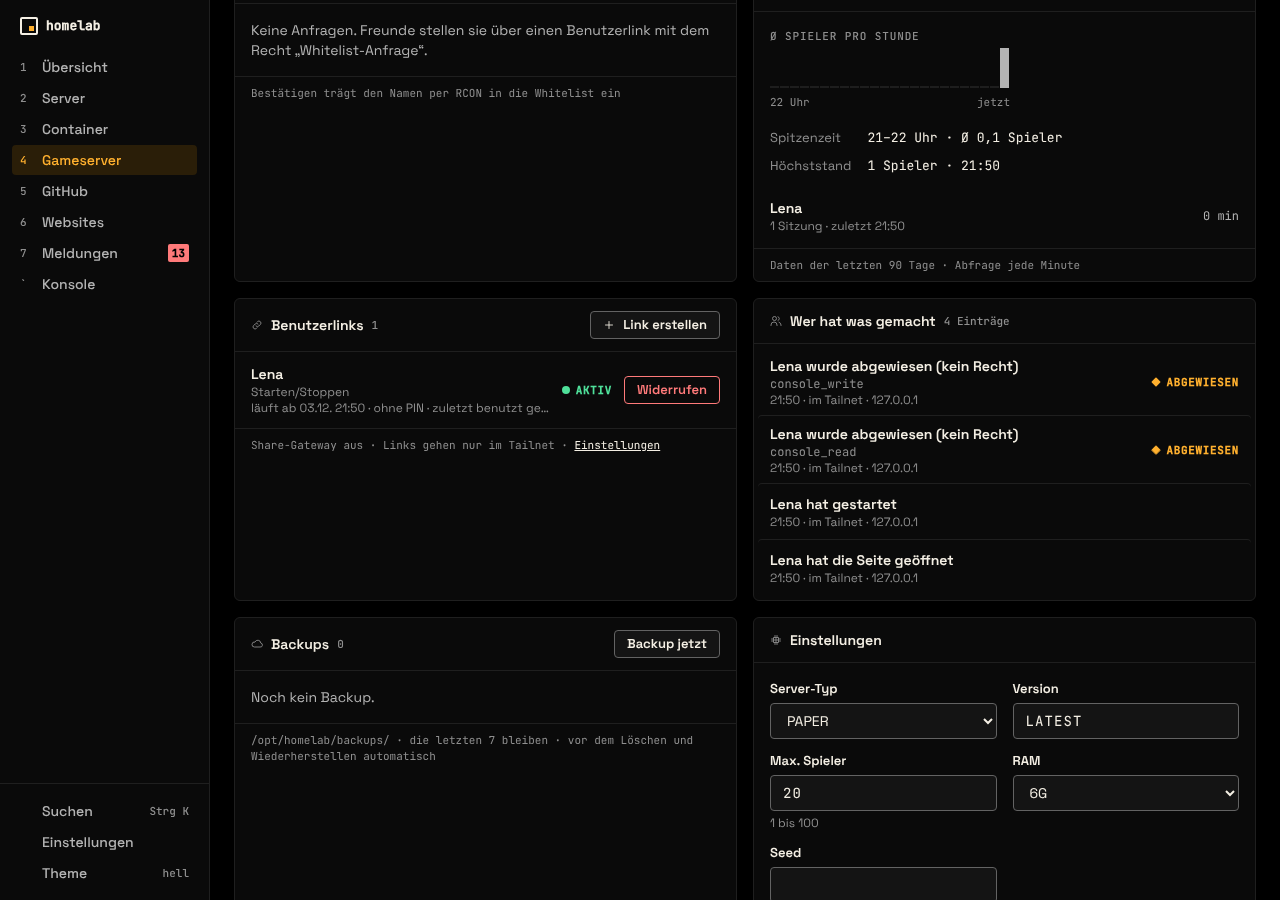 homelab
1 Übersicht
2 Server
3 Container
4 Gameserver
5 GitHub
6 Websites
7 Meldungen 13
` Konsole
Suchen Strg K
Einstellungen
Theme hell
Keine Anfragen. Freunde stellen sie über einen Benutzerlink mit dem
Recht „Whitelist-Anfrage“.
Bestätigen trägt den Namen per RCON in die Whitelist ein
Ø SPIELER PRO STUNDE
22 Uhr jetzt
Spitzenzeit 21–22 Uhr · Ø 0,1 Spieler
Höchststand 1 Spieler · 21:50
Lena
1 Sitzung · zuletzt 21:50
0 min
Daten der letzten 90 Tage · Abfrage jede Minute
Benutzerlinks 1
+ Link erstellen
Lena
Starten/Stoppen
läuft ab 03.12. 21:50 · ohne PIN · zuletzt benutzt ge…
AKTIV
Widerrufen
Share-Gateway aus · Links gehen nur im Tailnet · Einstellungen
Wer hat was gemacht 4 Einträge
Lena wurde abgewiesen (kein Recht)
console_write
21:50 · im Tailnet · 127.0.0.1
ABGEWIESEN
Lena wurde abgewiesen (kein Recht)
console_read
21:50 · im Tailnet · 127.0.0.1
ABGEWIESEN
Lena hat gestartet
21:50 · im Tailnet · 127.0.0.1
Lena hat die Seite geöffnet
21:50 · im Tailnet · 127.0.0.1
Backups 0
Backup jetzt
Noch kein Backup.
/opt/homelab/backups/ · die letzten 7 bleiben · vor dem Löschen und
Wiederherstellen automatisch
Einstellungen
Server-Typ
PAPER
Version
LATEST
Max. Spieler
20
1 bis 100
RAM
6G
Seed